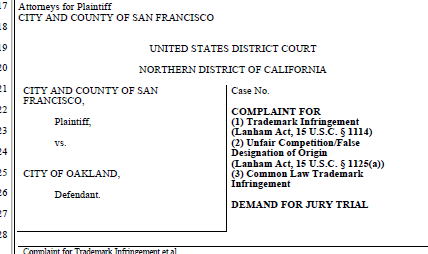 17 Attorneys for Plaintiff
CITY AND COUNTY OF SAN FRANCISCO
18
19 UNITED STATES DISTRICT COURT
20 NORTHERN DISTRICT OF CALIFORNIA
21 CITY AND COUNTY OF SAN
FRANCISCO,
22 Plaintiff,
23 vs.
24
25 CITY OF OAKLAND,
26 Defendant.
27
28
Case No.
COMPLAINT FOR
(1) Trademark Infringement
(Lanham Act, 15 U.S.C. § 1114)
(2) Unfair Competition/False
Designation of Origin
(Lanham Act, 15 U.S.C. § 1125(a))
(3) Common Law Trademark
Infringement
DEMAND FOR JURY TRIAL
Complaint for Trademark Infringement et al